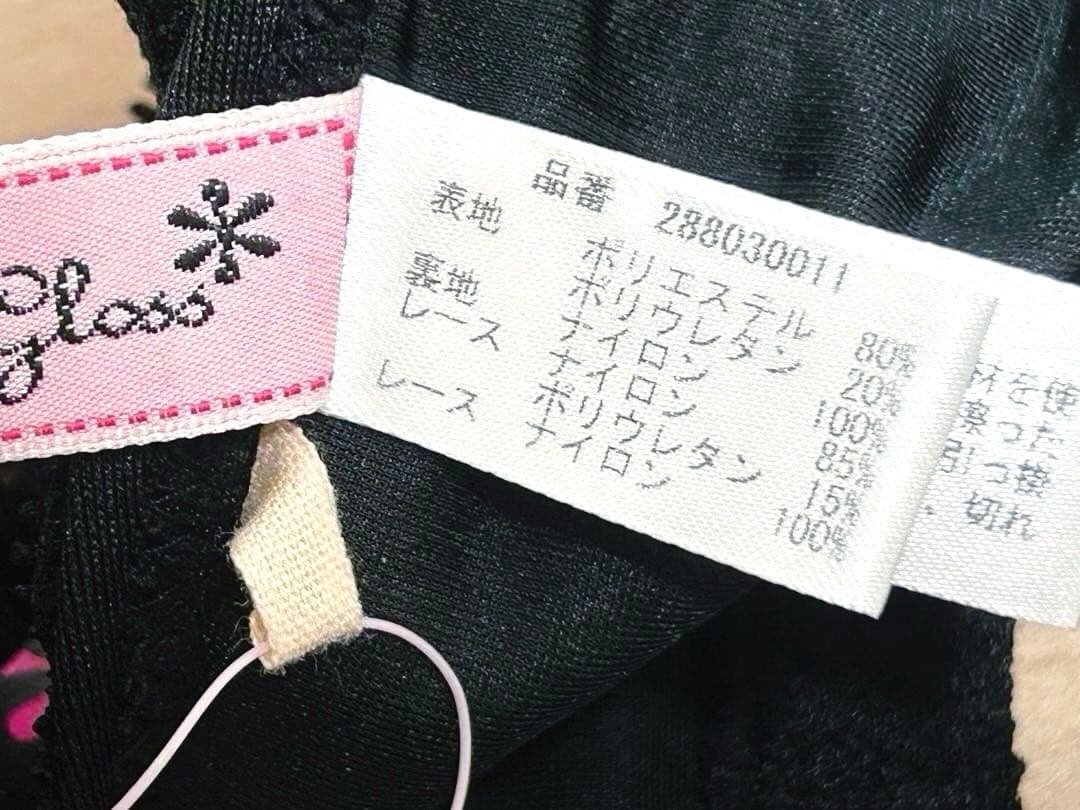 gloss
品番 288030011
表地 ポリエステル 80%
ポリウレタン 20%
裏地 ナイロン 100%
レース ナイロン 85%
ポリウレタン 15%
レース ナイロン 100%
材を使
った
引っ
切れ